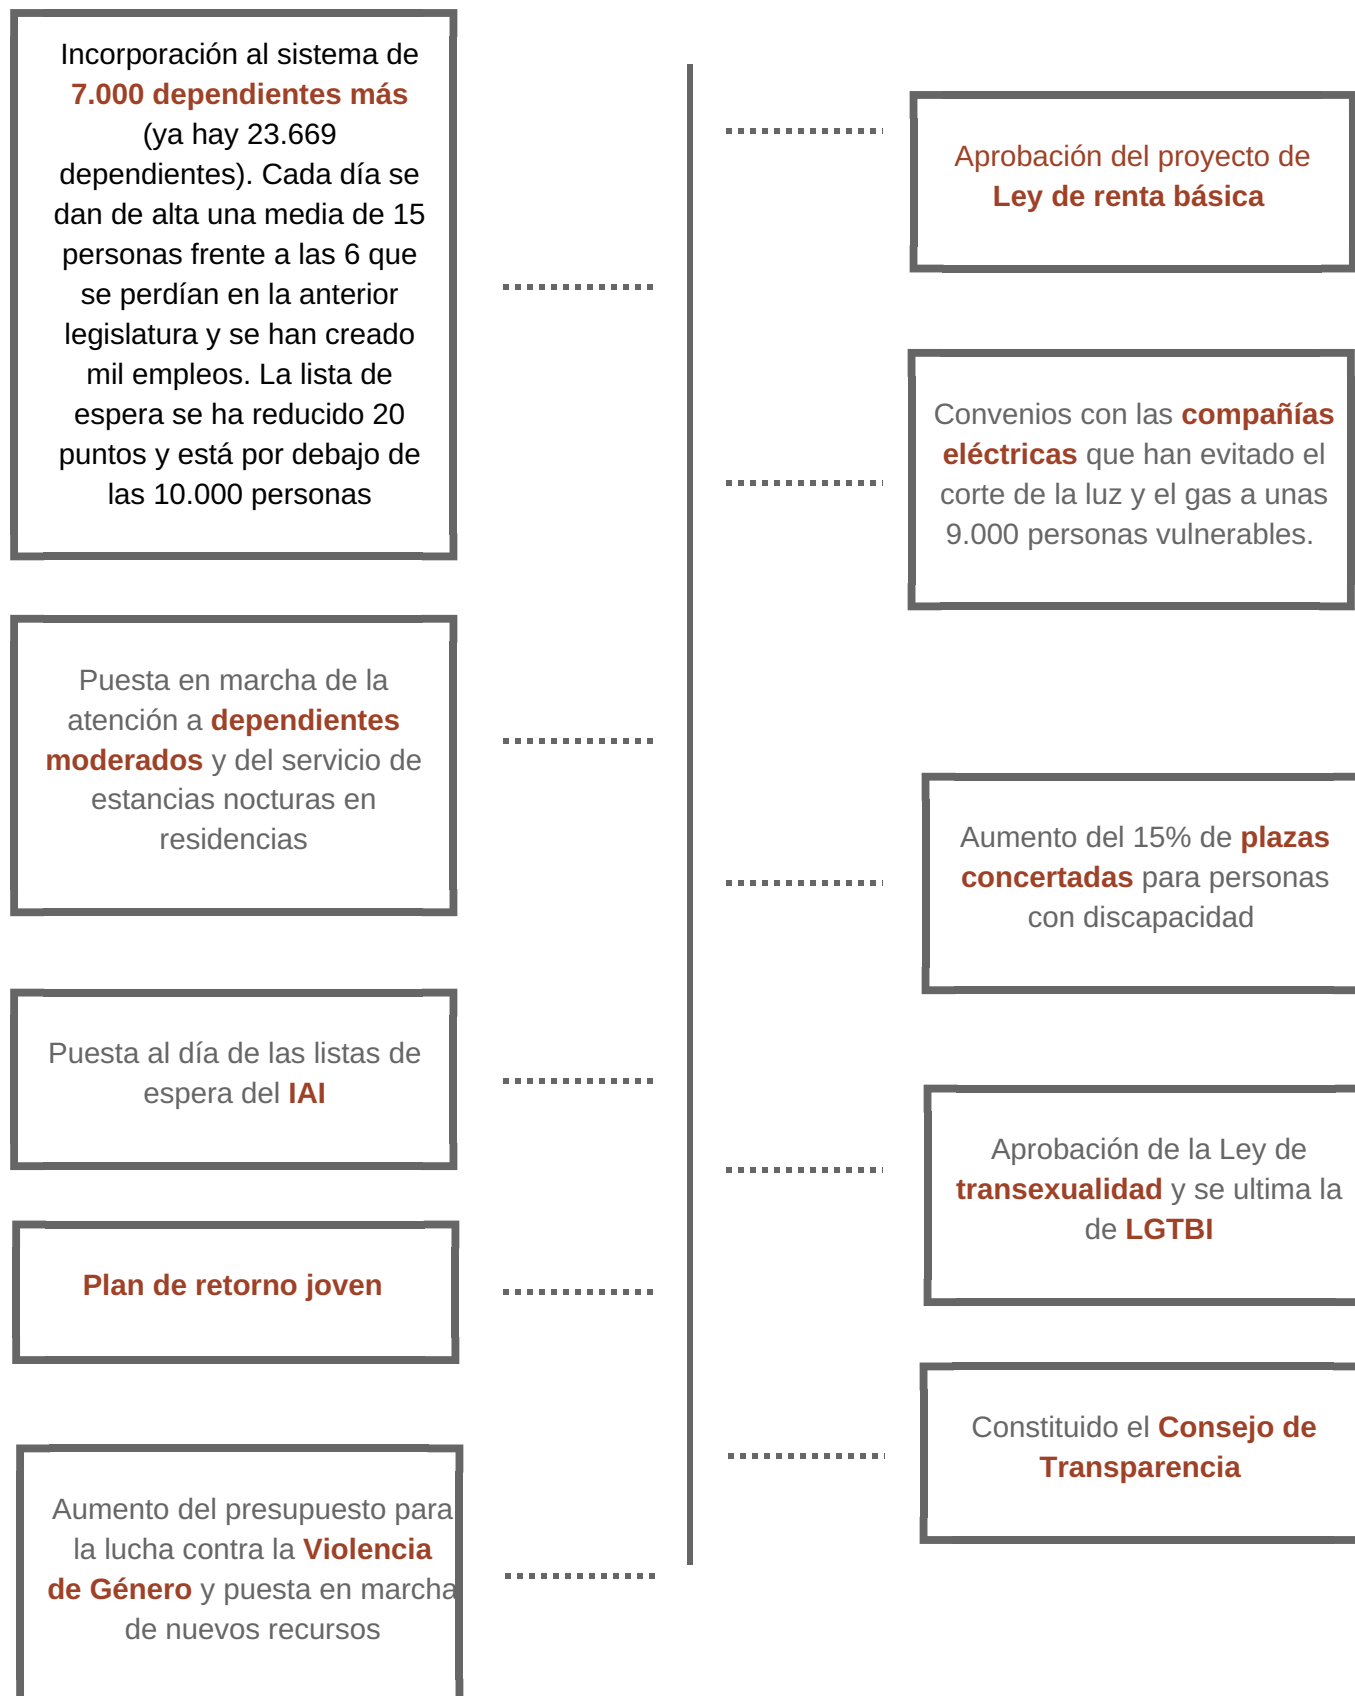 Incorporación al sistema de
7.000 dependientes más
(ya hay 23.669
dependientes). Cada día se
dan de alta una media de 15
personas frente a las 6 que
se perdían en la anterior
legislatura y se han creado
mil empleos. La lista de
espera se ha reducido 20
puntos y está por debajo de
las 10.000 personas
Puesta en marcha de la
atención a dependientes
moderados y del servicio de
estancias nocturas en
residencias
Puesta al día de las listas de
espera del IAI
Plan de retorno joven
Aumento del presupuesto para
la lucha contra la Violencia
de Género y puesta en marcha
de nuevos recursos
Aprobación del proyecto de
Ley de renta básica
Convenios con las compañías
eléctricas que han evitado el
corte de la luz y el gas a unas
9.000 personas vulnerables.
Aumento del 15% de plazas
concertadas para personas
con discapacidad
Aprobación de la Ley de
transexualidad y se ultima la
de LGTBI
Constituido el Consejo de
Transparencia